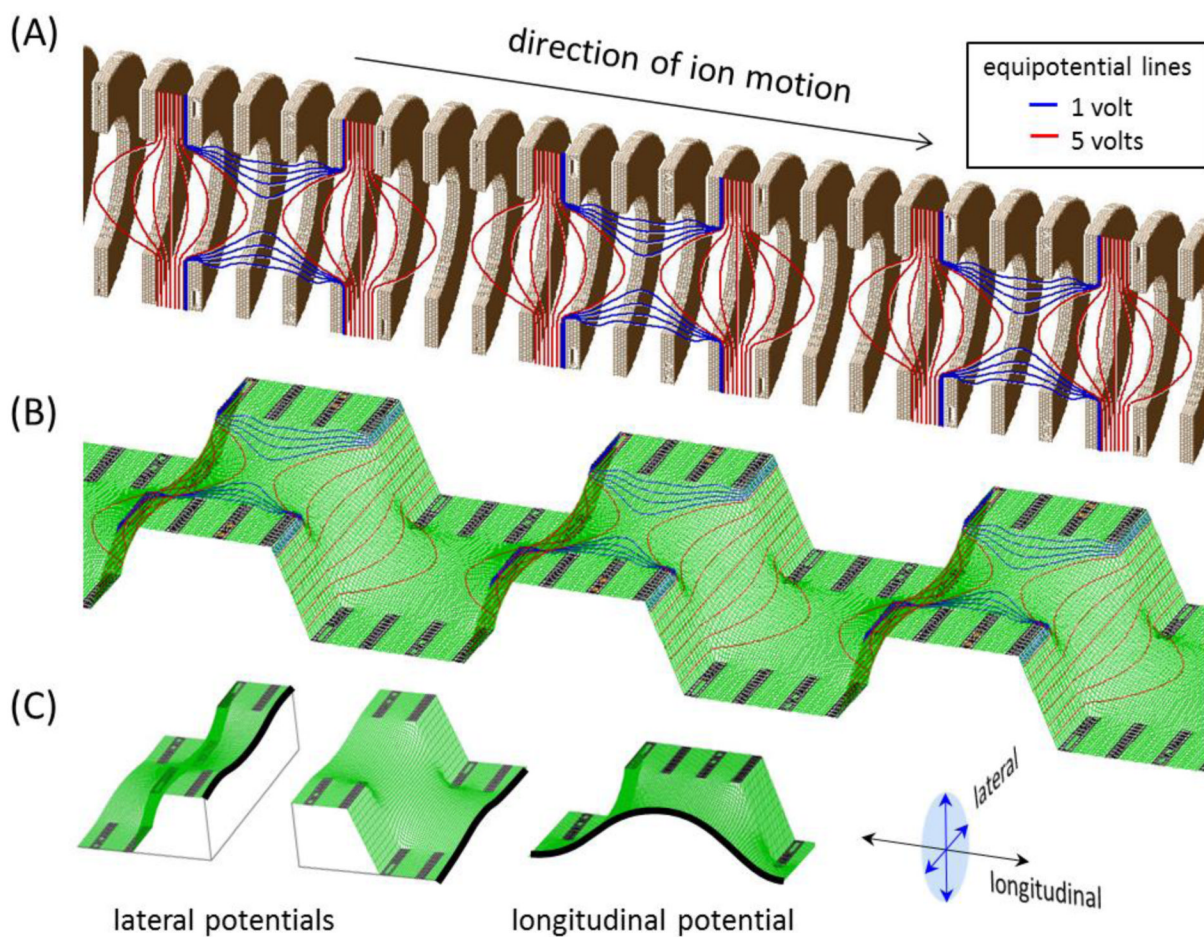 (A)
direction of ion motion
equipotential lines
1 volt
5 volts
(B)
(C)
lateral
longitudinal
lateral potentials
longitudinal potential